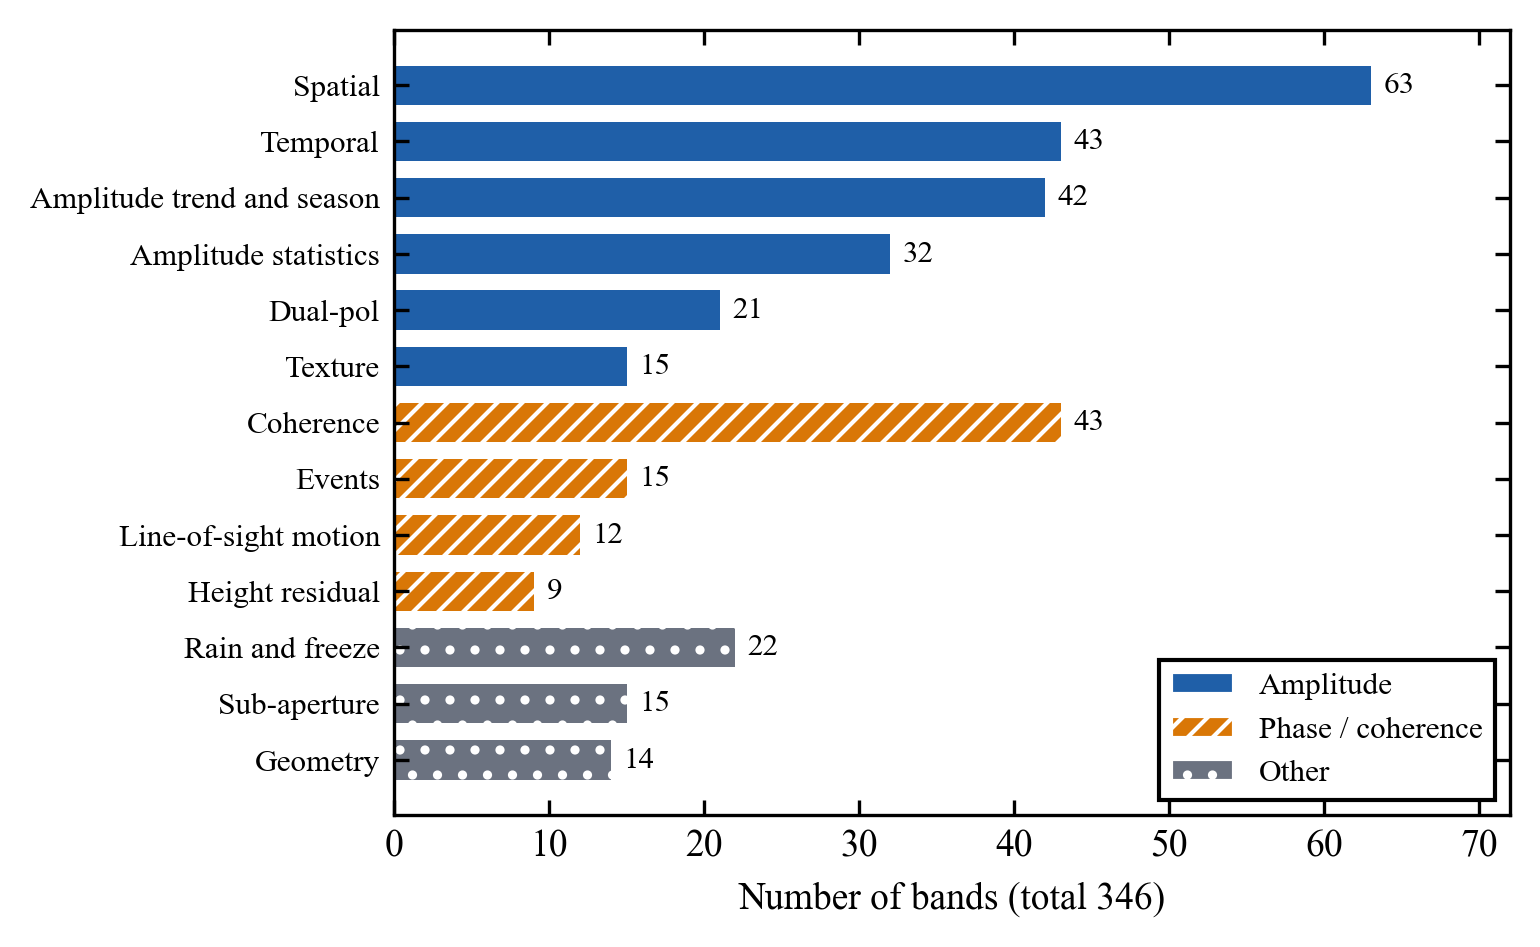 Spatial 63
Temporal 43
Amplitude trend and season 42
Amplitude statistics 32
Dual-pol 21
Texture 15
Coherence 43
Events 15
Line-of-sight motion 12
Height residual 9
Rain and freeze 22
Sub-aperture 15
Geometry 14
Amplitude
Phase / coherence
Other
0 10 20 30 40 50 60 70
Number of bands (total 346)